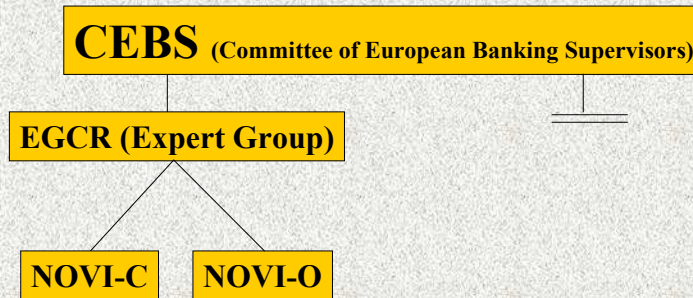 CEBS (Committee of European Banking Supervisors)
EGCR (Expert Group)
NOVI-C NOVI-O